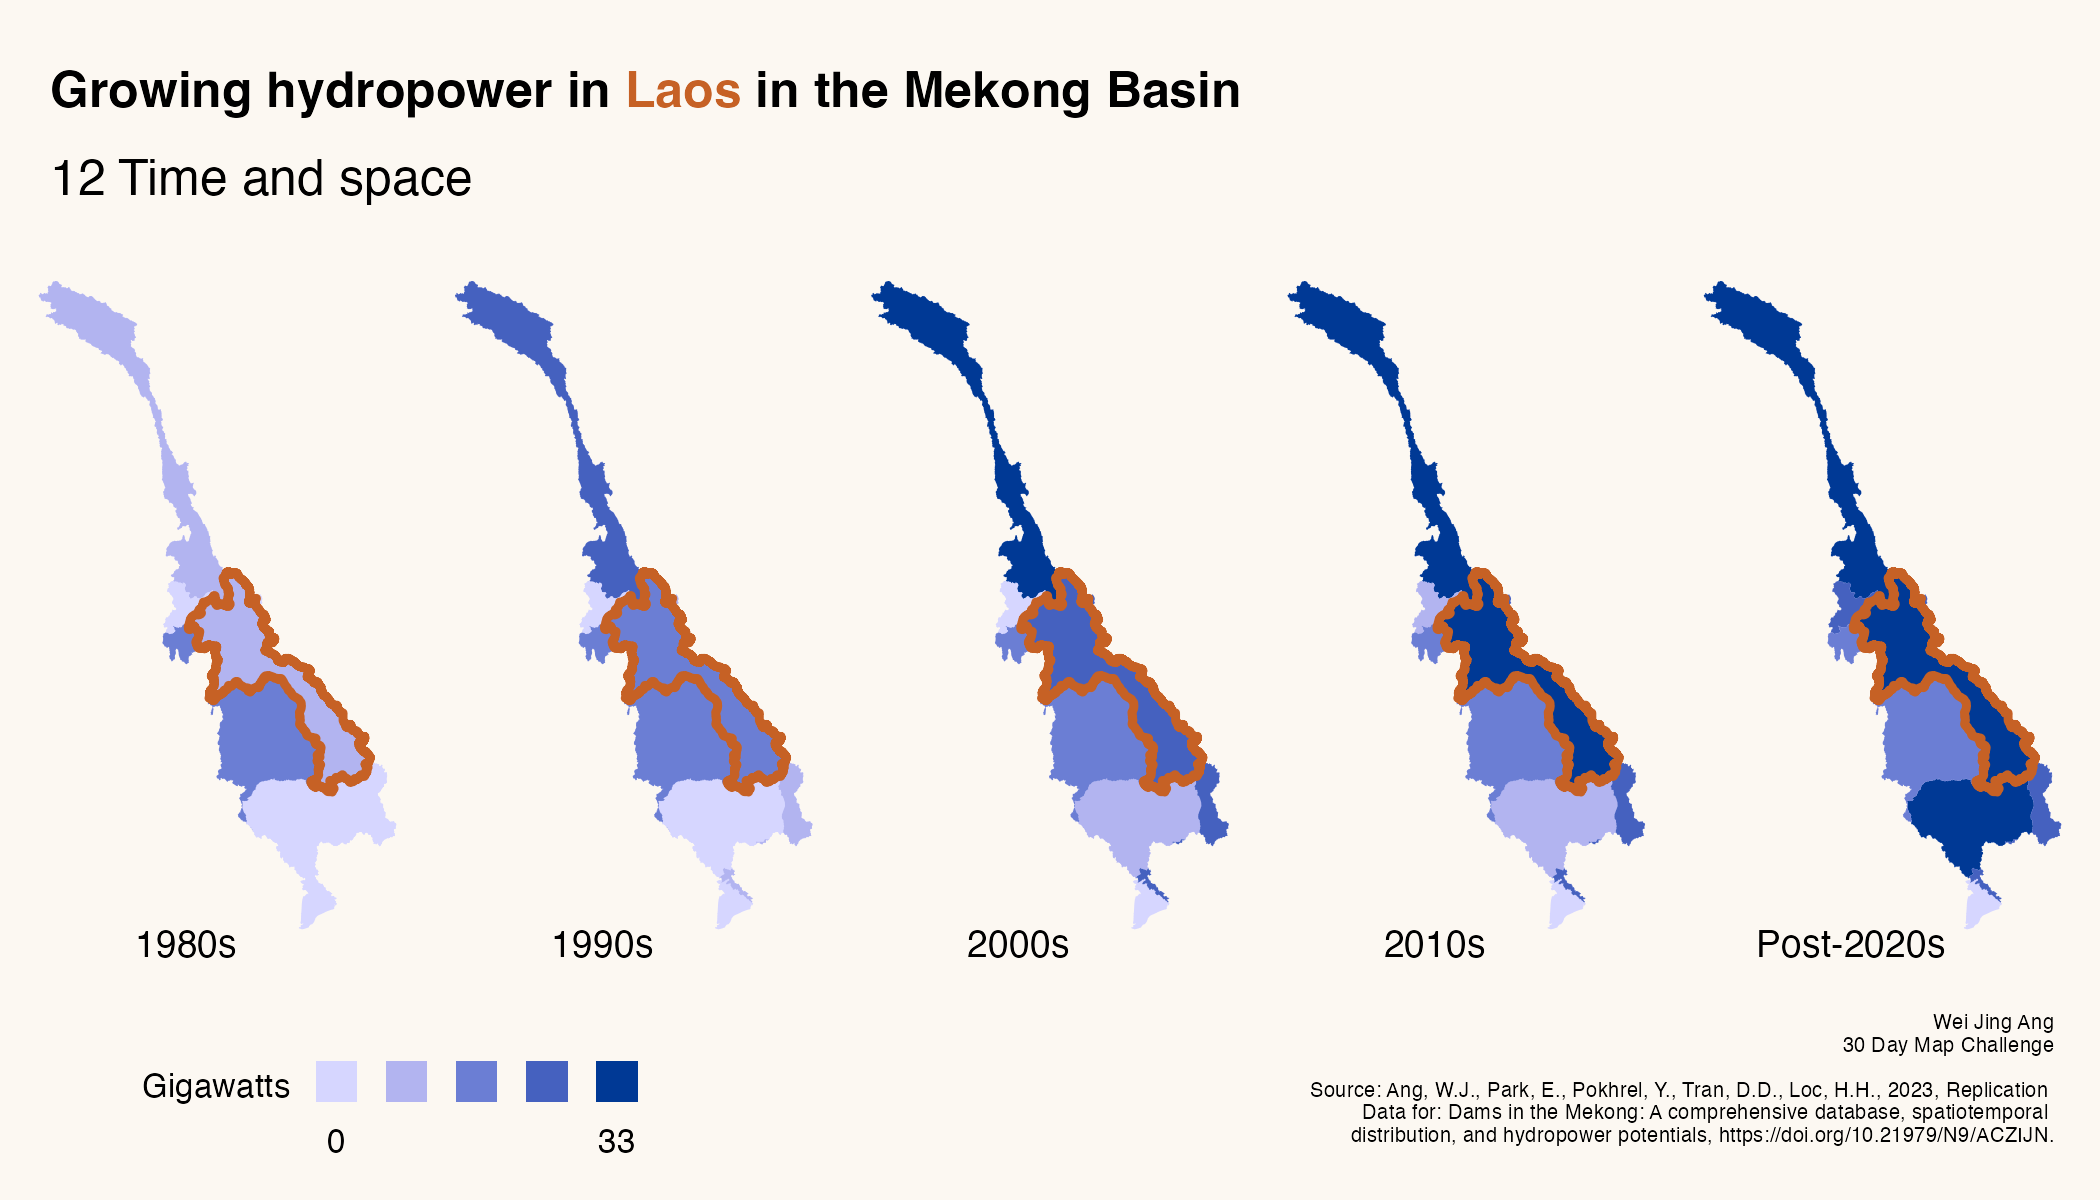 Growing hydropower in Laos in the Mekong Basin
12 Time and space
1980s
1990s
2000s
2010s
Post-2020s
Gigawatts
0
33
Wei Jing Ang
30 Day Map Challenge
Source: Ang, W.J., Park, E., Pokhrel, Y., Tran, D.D., Loc, H.H., 2023, Replication
Data for: Dams in the Mekong: A comprehensive database, spatiotemporal
distribution, and hydropower potentials, https://doi.org/10.21979/N9/ACZIJN.